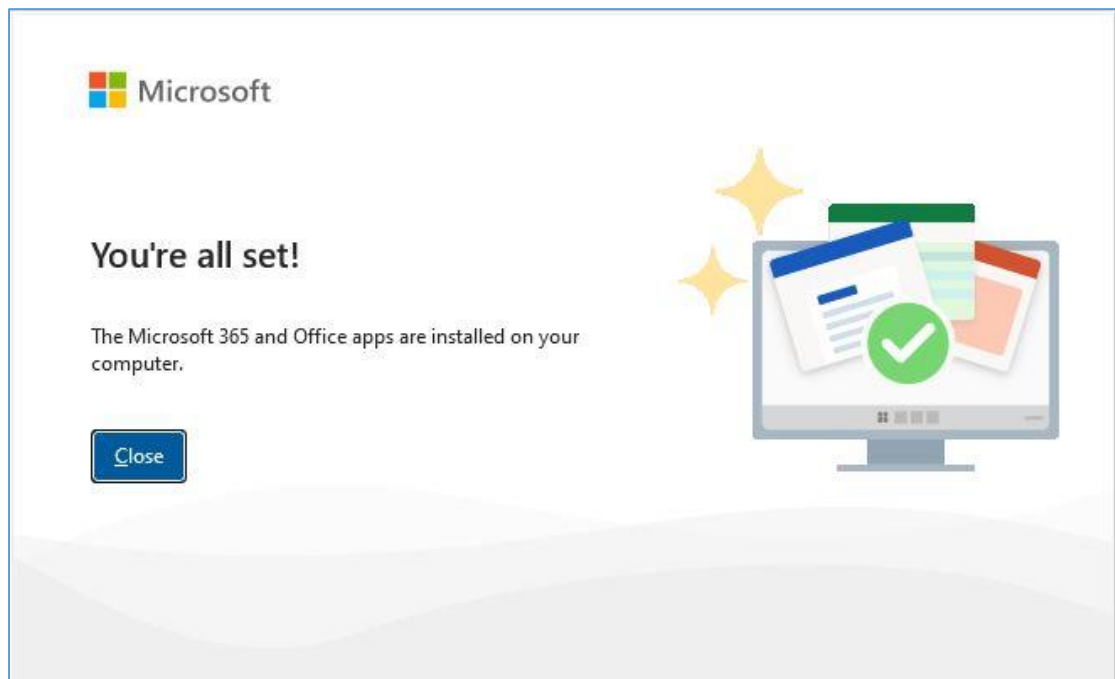 Microsoft
You're all set!
The Microsoft 365 and Office apps are installed on your
computer.
Close